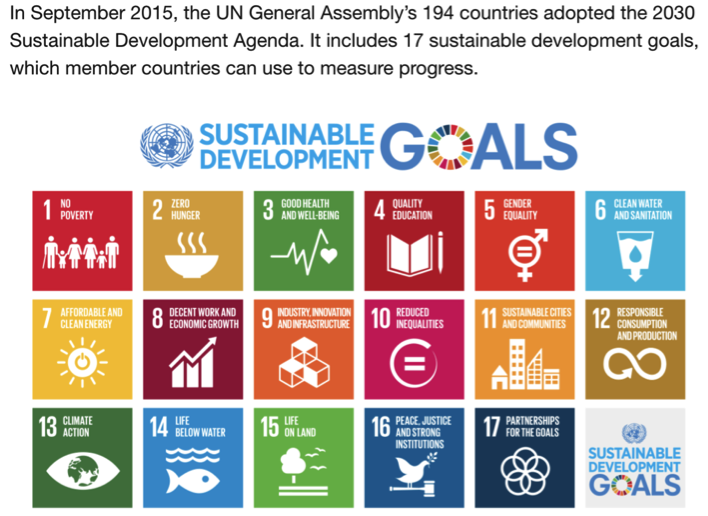 In September 2015, the UN General Assembly’s 194 countries adopted the 2030
Sustainable Development Agenda. It includes 17 sustainable development goals,
which member countries can use to measure progress.
SUSTAINABLE
DEVELOPMENT
GOALS
1 NO
POVERTY
2 ZERO
HUNGER
3 GOOD HEALTH
AND WELL-BEING
4 QUALITY
EDUCATION
5 GENDER
EQUALITY
6 CLEAN WATER
AND SANITATION
7 AFFORDABLE AND
CLEAN ENERGY
8 DECENT WORK AND
ECONOMIC GROWTH
9 INDUSTRY, INNOVATION
AND INFRASTRUCTURE
10 REDUCED
INEQUALITIES
11 SUSTAINABLE CITIES
AND COMMUNITIES
12 RESPONSIBLE
CONSUMPTION
AND PRODUCTION
13 CLIMATE
ACTION
14 LIFE
BELOW WATER
15 LIFE
ON LAND
16 PEACE, JUSTICE
AND STRONG
INSTITUTIONS
17 PARTNERSHIPS
FOR THE GOALS
SUSTAINABLE
DEVELOPMENT
GOALS